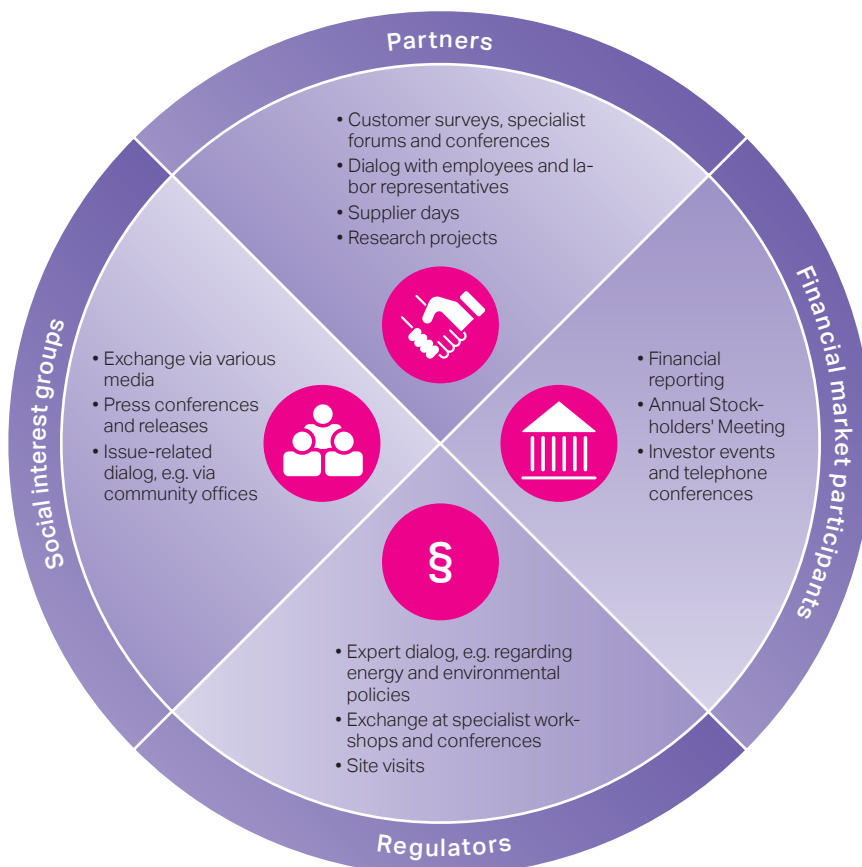 Partners
• Customer surveys, specialist
forums and conferences
• Dialog with employees and la-
bor representatives
• Supplier days
• Research projects
Social interest groups
• Exchange via various
media
• Press conferences
and releases
• Issue-related
dialog, e.g. via
community offices
Financial market participants
• Financial
reporting
• Annual Stock-
holders' Meeting
• Investor events
and telephone
conferences
§
• Expert dialog, e.g. regarding
energy and environmental
policies
• Exchange at specialist work-
shops and conferences
• Site visits
Regulators